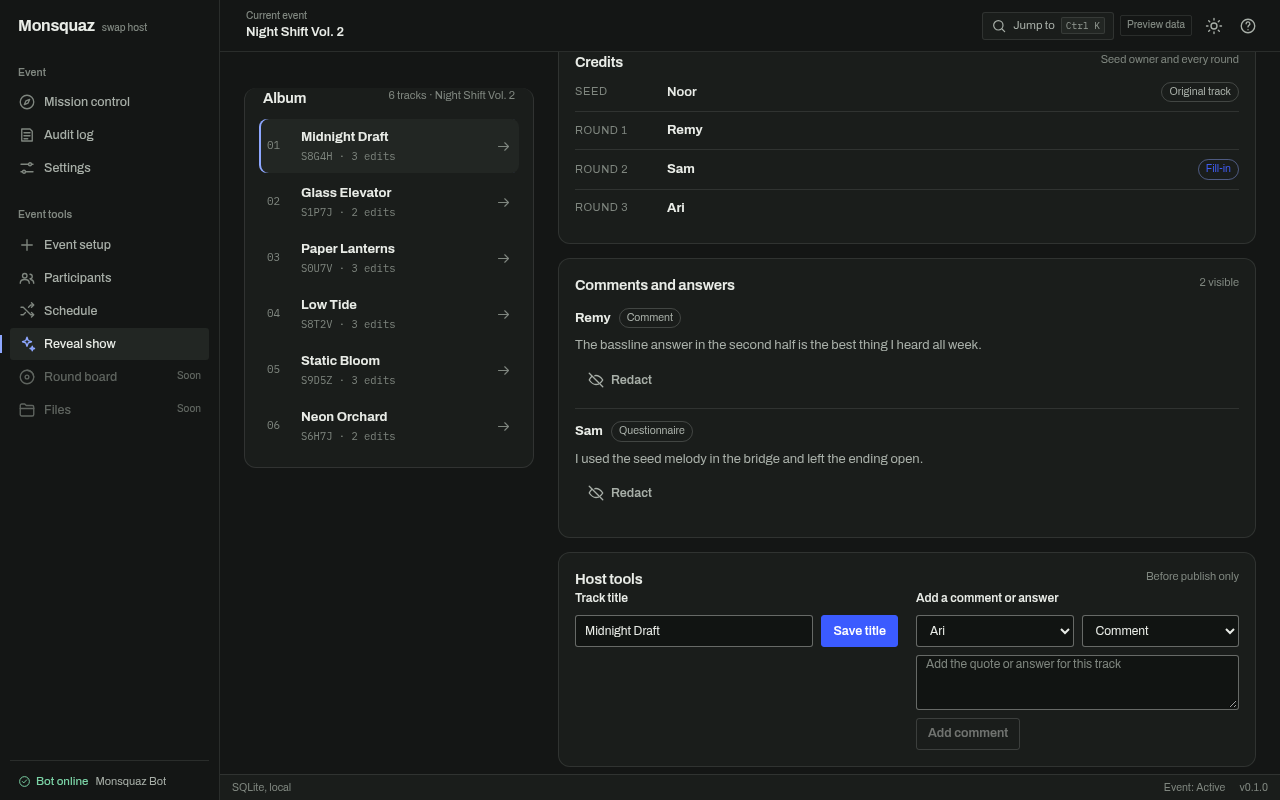 Monsquaz swap host
Current event
Night Shift Vol. 2
Jump to Ctrl K
Preview data
Event
Mission control
Audit log
Settings
Event tools
Event setup
Participants
Schedule
Reveal show
Round board Soon
Files Soon
Bot online Monsquaz Bot
Album 6 tracks · Night Shift Vol. 2
01 Midnight Draft
S8G4H · 3 edits
02 Glass Elevator
S1P7J · 2 edits
03 Paper Lanterns
S0U7V · 3 edits
04 Low Tide
S8T2V · 3 edits
05 Static Bloom
S9D5Z · 3 edits
06 Neon Orchard
S6H7J · 2 edits
Credits Seed owner and every round
SEED Noor Original track
ROUND 1 Remy
ROUND 2 Sam Fill-in
ROUND 3 Ari
Comments and answers 2 visible
Remy Comment
The bassline answer in the second half is the best thing I heard all week.
Redact
Sam Questionnaire
I used the seed melody in the bridge and left the ending open.
Redact
Host tools Before publish only
Track title
Midnight Draft Save title
Add a comment or answer
Ari Comment
Add the quote or answer for this track
Add comment
SQLite, local Event: Active v0.1.0